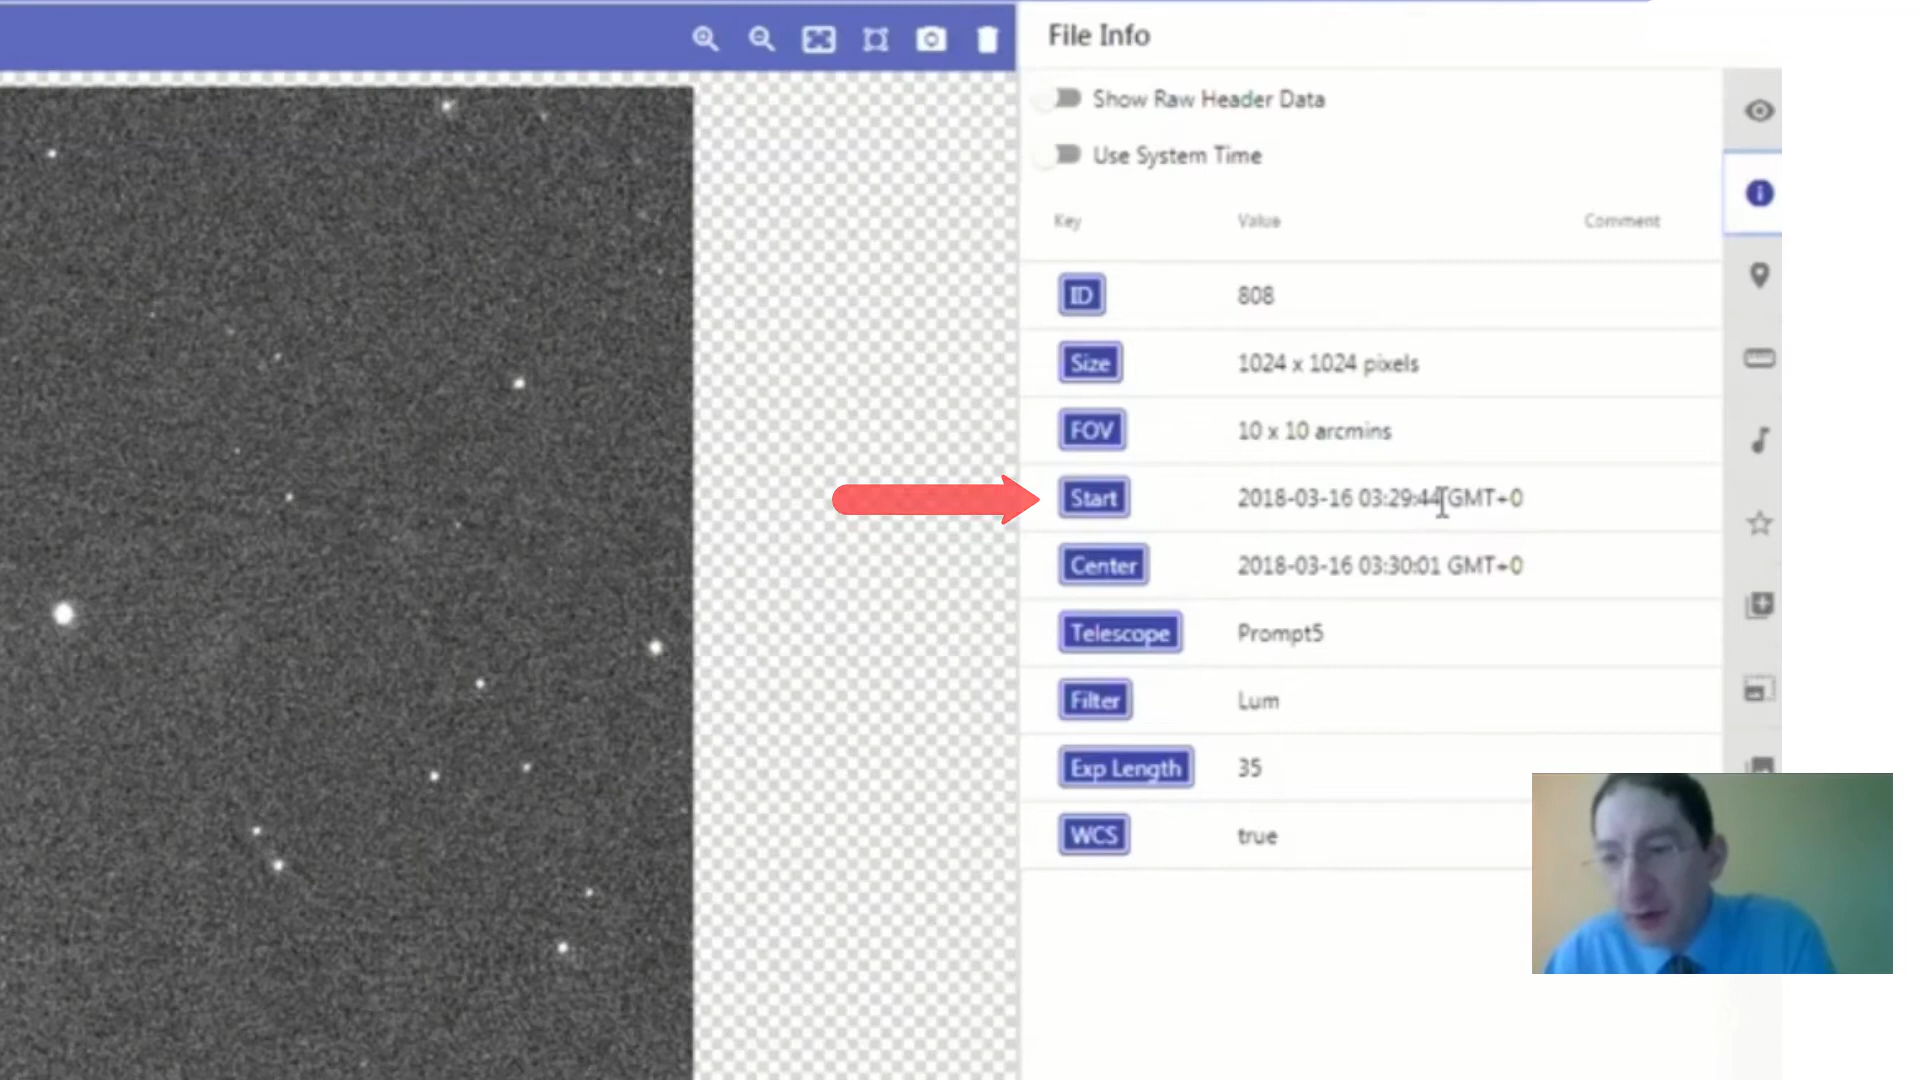 File Info
Show Raw Header Data
Use System Time
Key Value Comment
ID 808
Size 1024 x 1024 pixels
FOV 10 x 10 arcmins
Start 2018-03-16 03:29:44 GMT+0
Center 2018-03-16 03:30:01 GMT+0
Telescope Prompt5
Filter Lum
Exp Length 35
WCS true